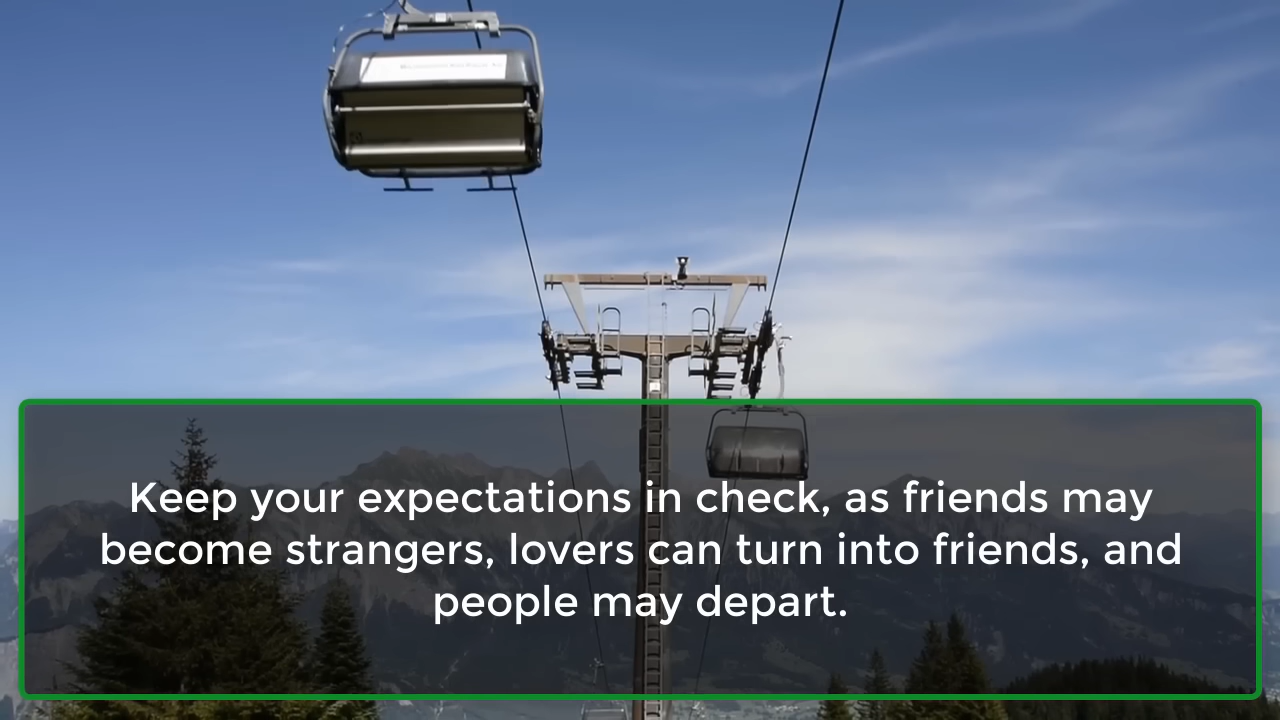 Keep your expectations in check, as friends may
become strangers, lovers can turn into friends, and
people may depart.